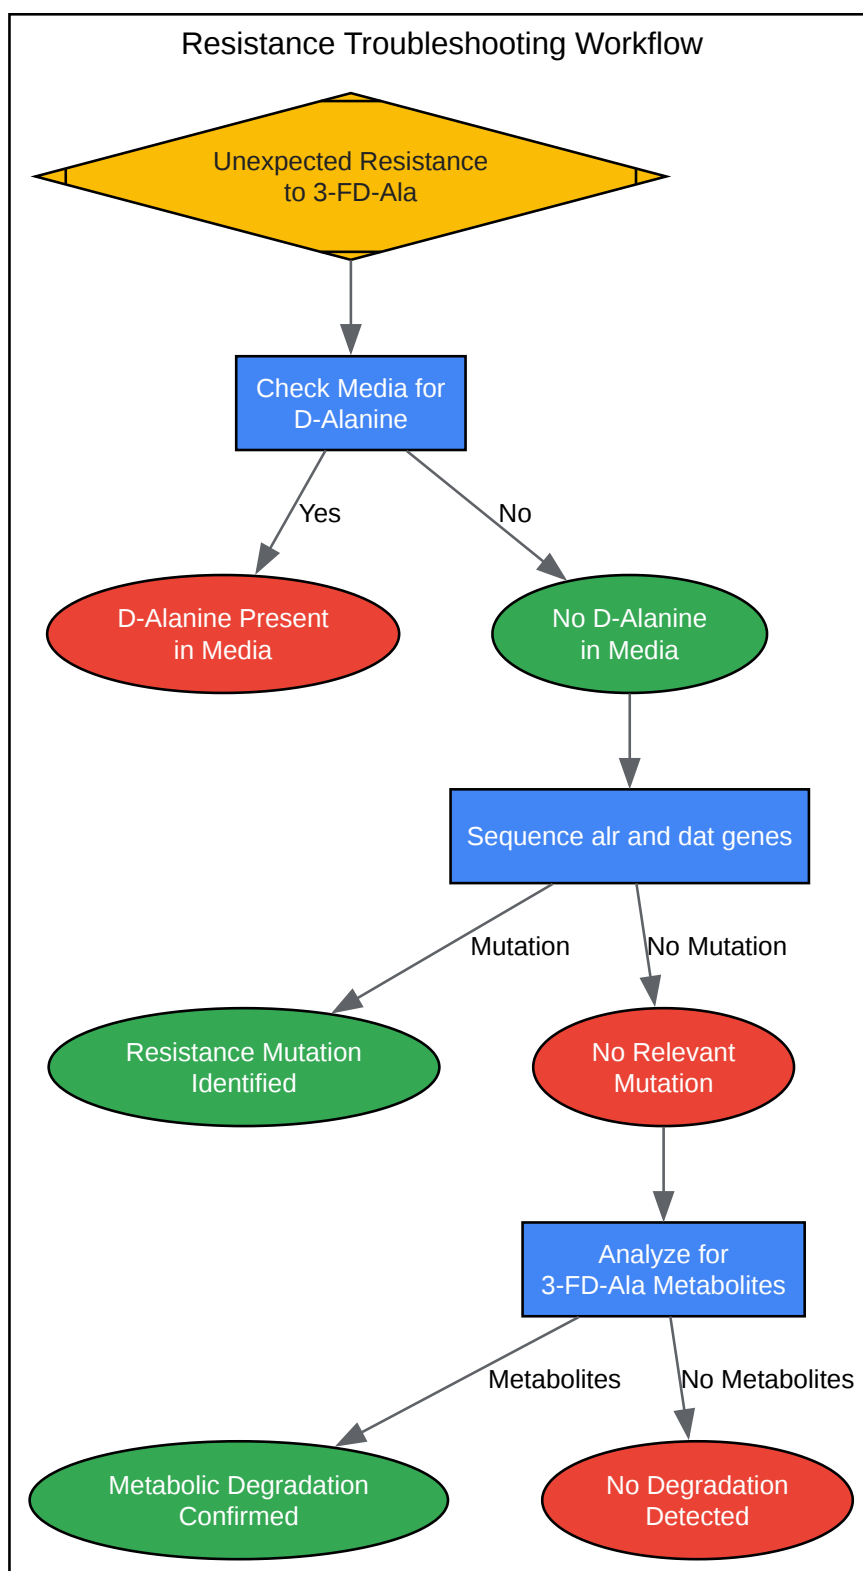 Resistance Troubleshooting Workflow
Unexpected Resistance
to 3-FD-Ala
Check Media for
D-Alanine
Yes
No
D-Alanine Present
in Media
No D-Alanine
in Media
Sequence alr and dat genes
Mutation
No Mutation
Resistance Mutation
Identified
No Relevant
Mutation
Analyze for
3-FD-Ala Metabolites
Metabolites
No Metabolites
Metabolic Degradation
Confirmed
No Degradation
Detected